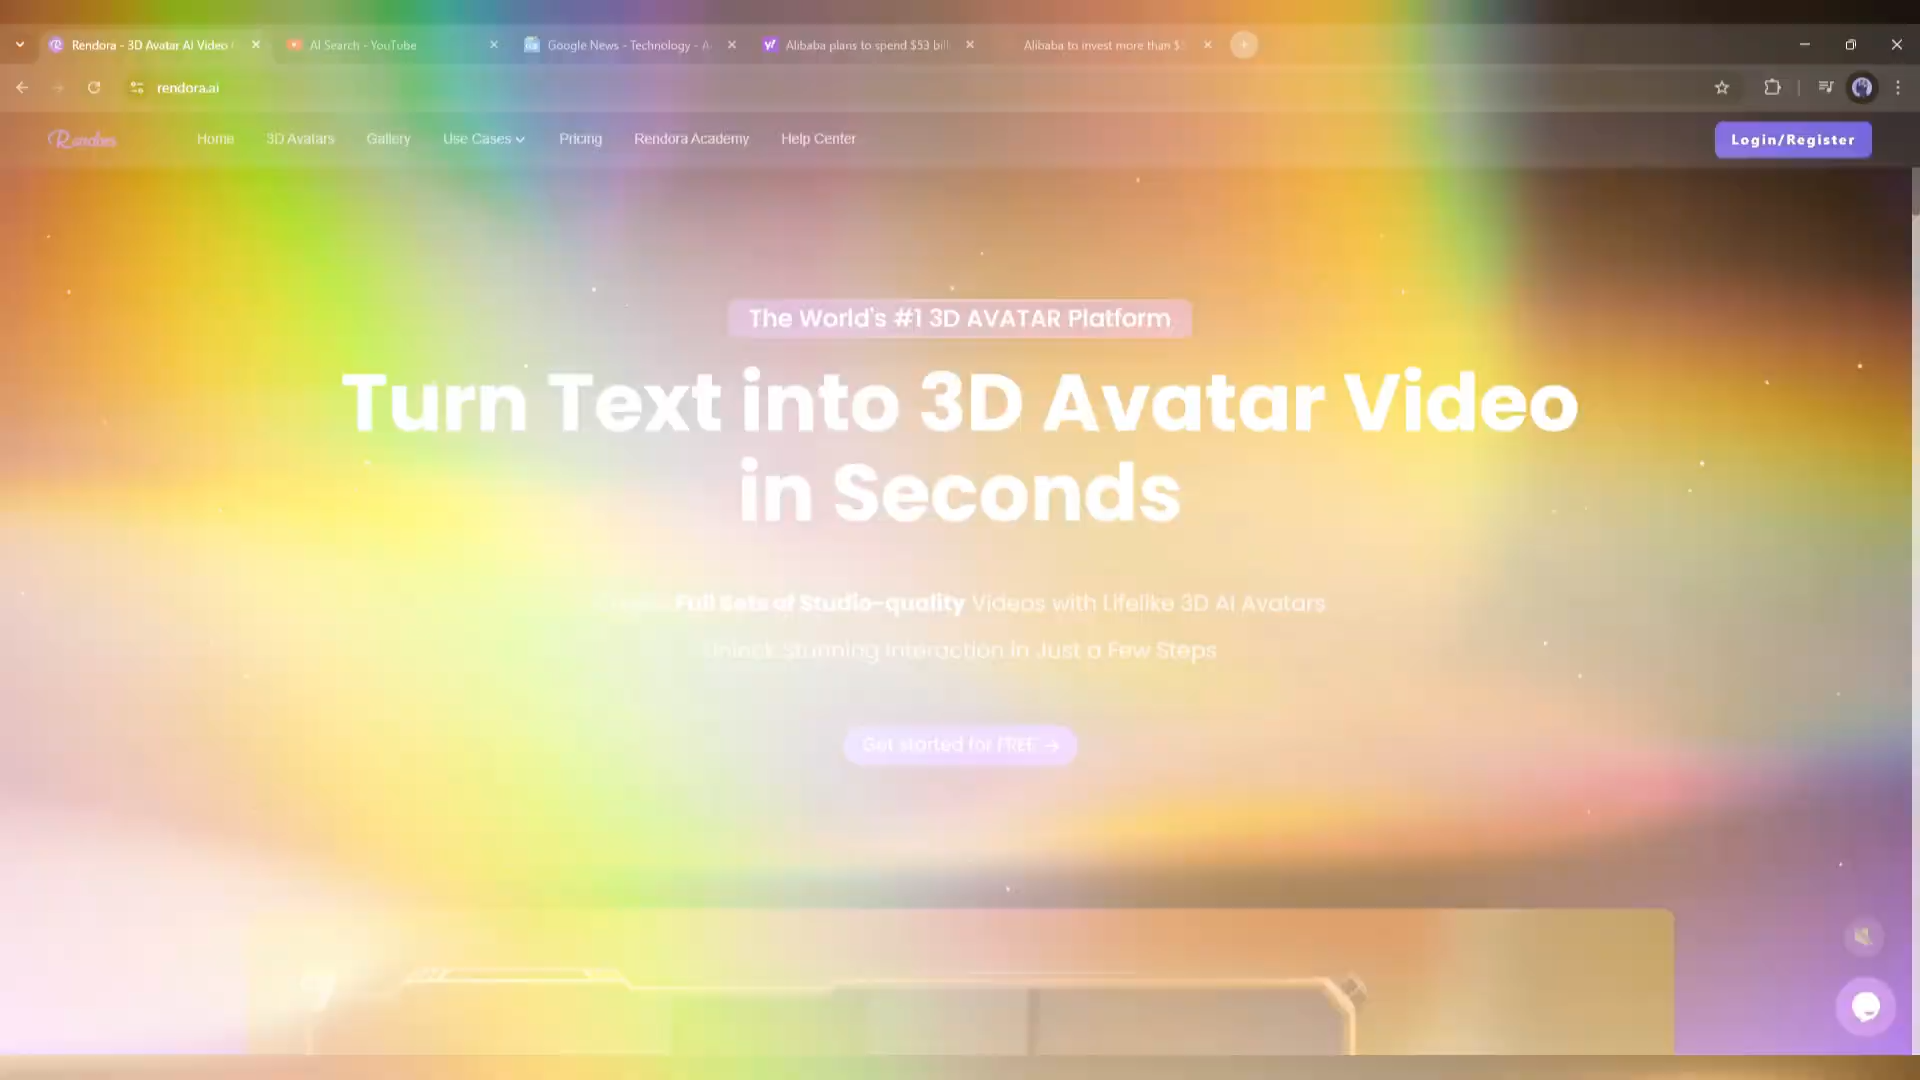 Rendora - 3D Avatar AI Video
AI Search - YouTube
Google News - Technology - A
Alibaba plans to spend $53 bill
Alibaba to invest more than $
rendora.ai
Rendora
Home
3D Avatars
Gallery
Use Cases
Pricing
Rendora Academy
Help Center
Login/Register
The World's #1 3D AVATAR Platform
Turn Text into 3D Avatar Video
in Seconds
Full Sets of Studio-quality Videos with Lifelike 3D AI Avatars
Unlock Stunning Interaction in Just a Few Steps
Get started for FREE →